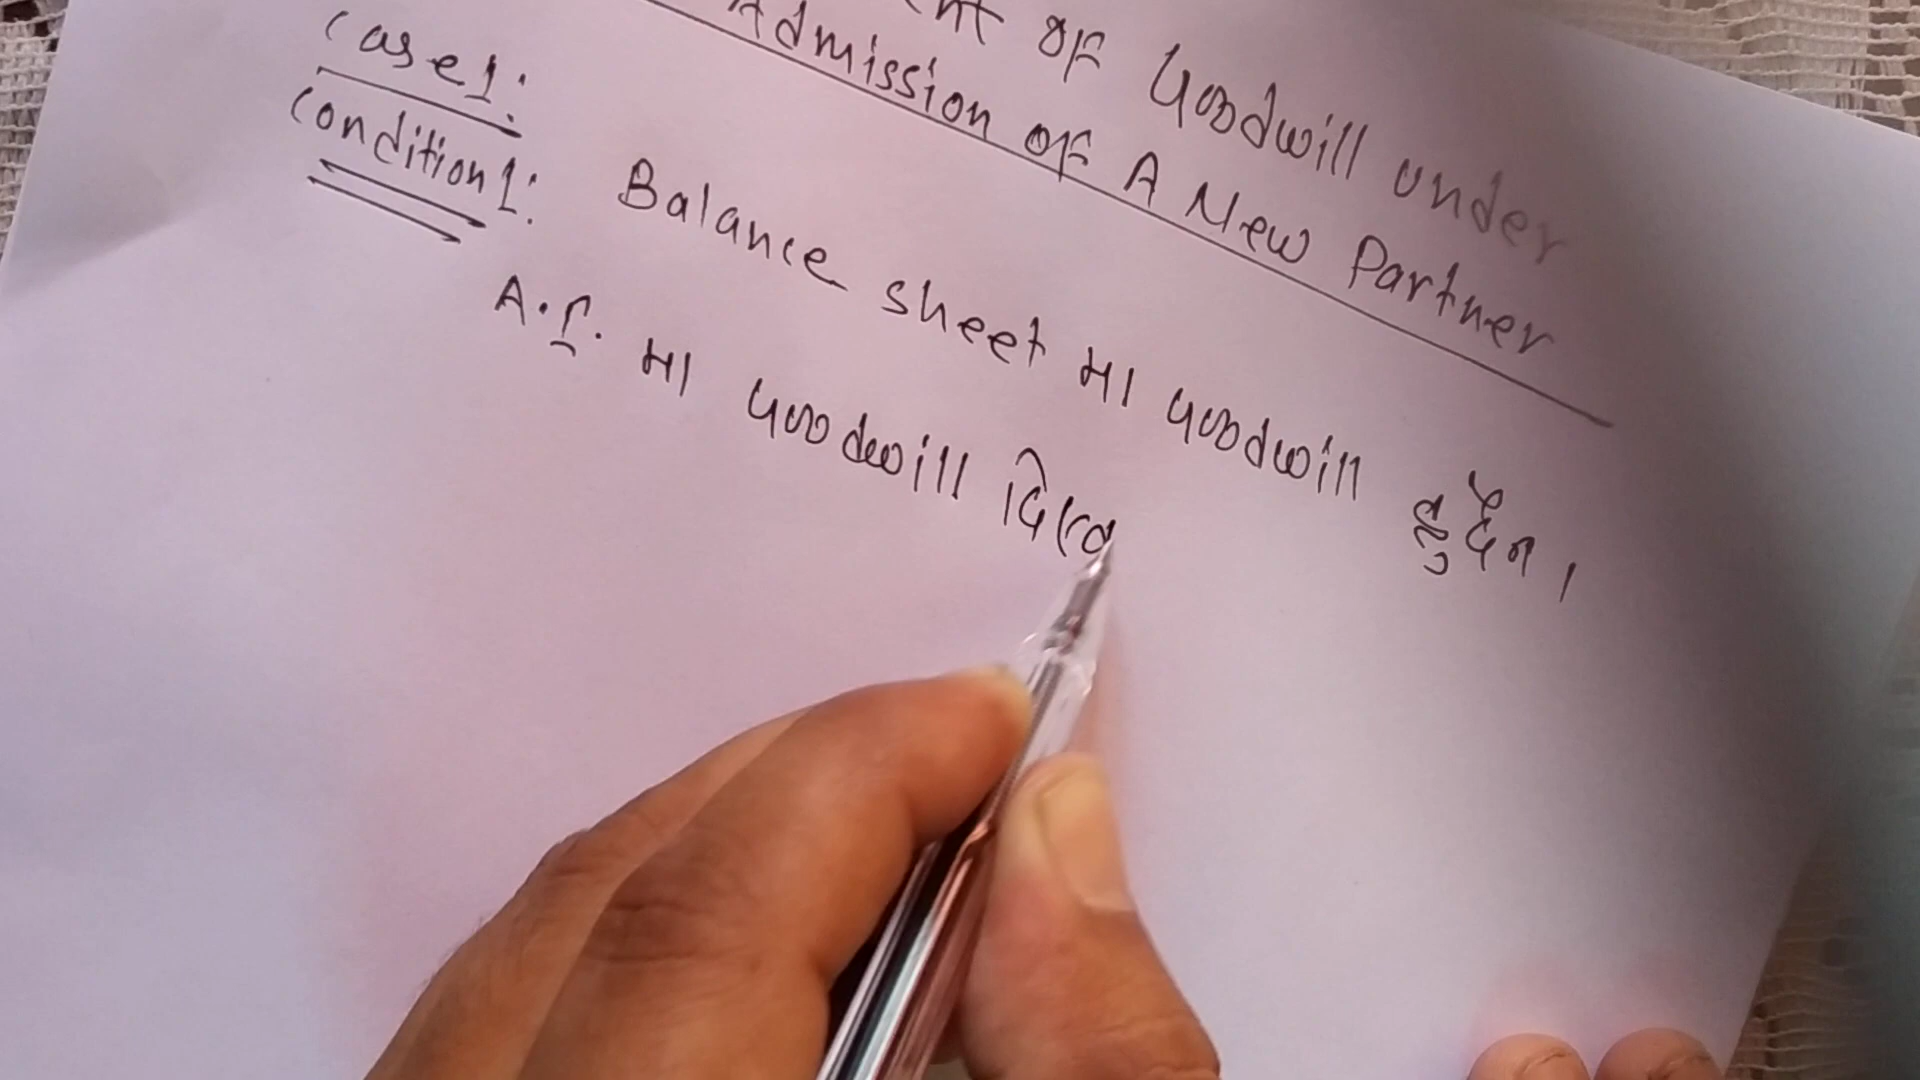 of Goodwill under
Admission of A New Partner
Case 1:
Condition 1: Balance sheet मा Goodwill हुदैन ।
A.I. मा Goodwill